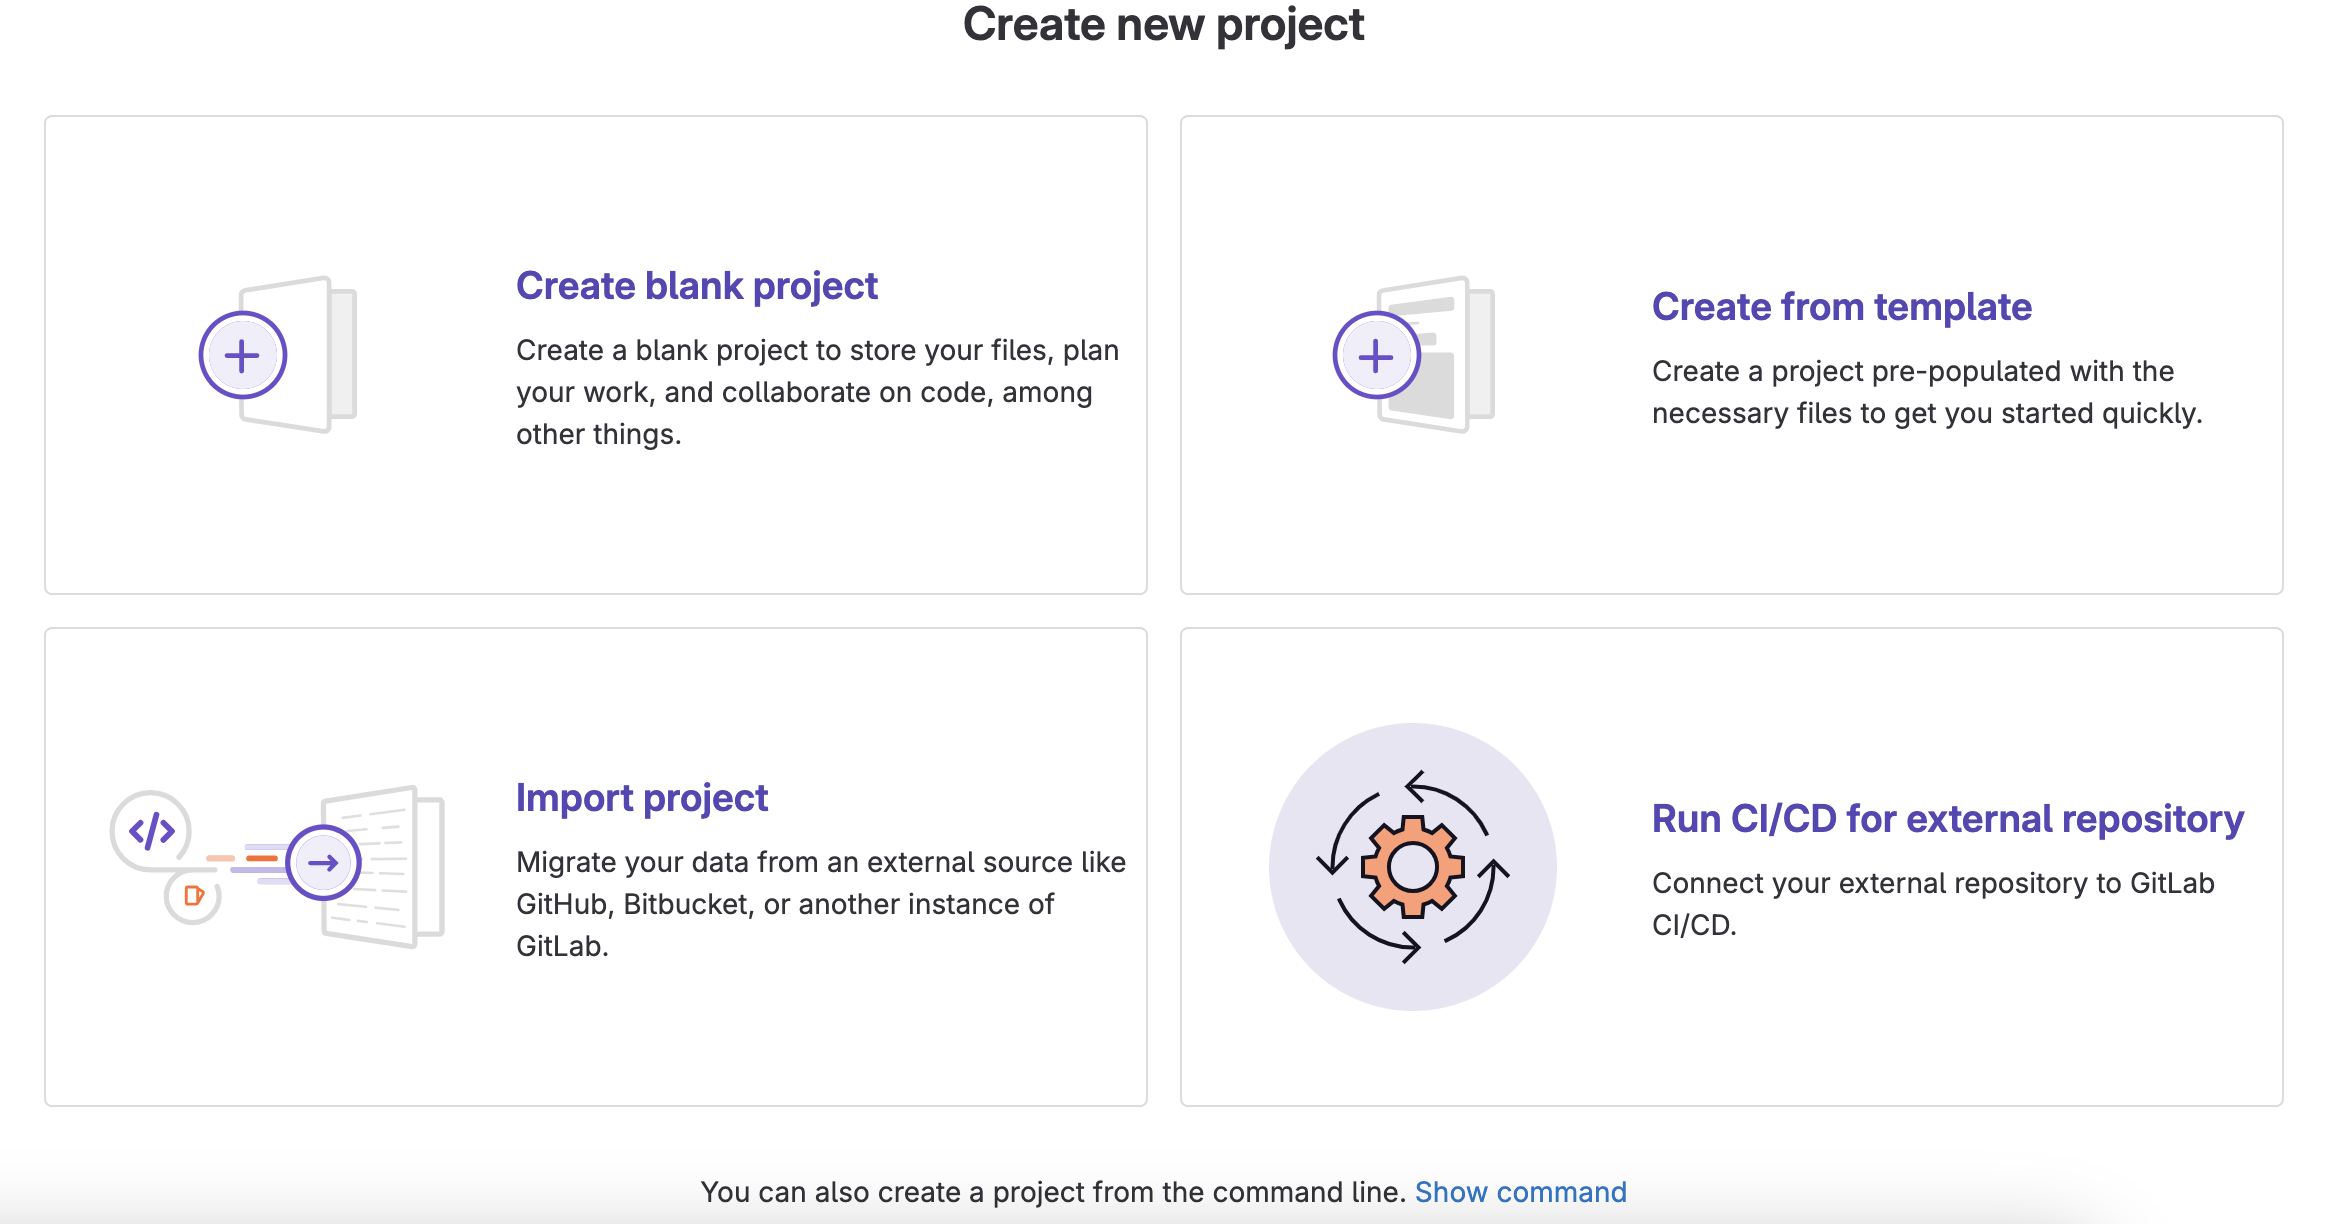 Create new project
Create blank project
Create a blank project to store your files, plan
your work, and collaborate on code, among
other things.
Create from template
Create a project pre-populated with the
necessary files to get you started quickly.
Import project
Migrate your data from an external source like
GitHub, Bitbucket, or another instance of
GitLab.
Run CI/CD for external repository
Connect your external repository to GitLab
CI/CD.
You can also create a project from the command line. Show command